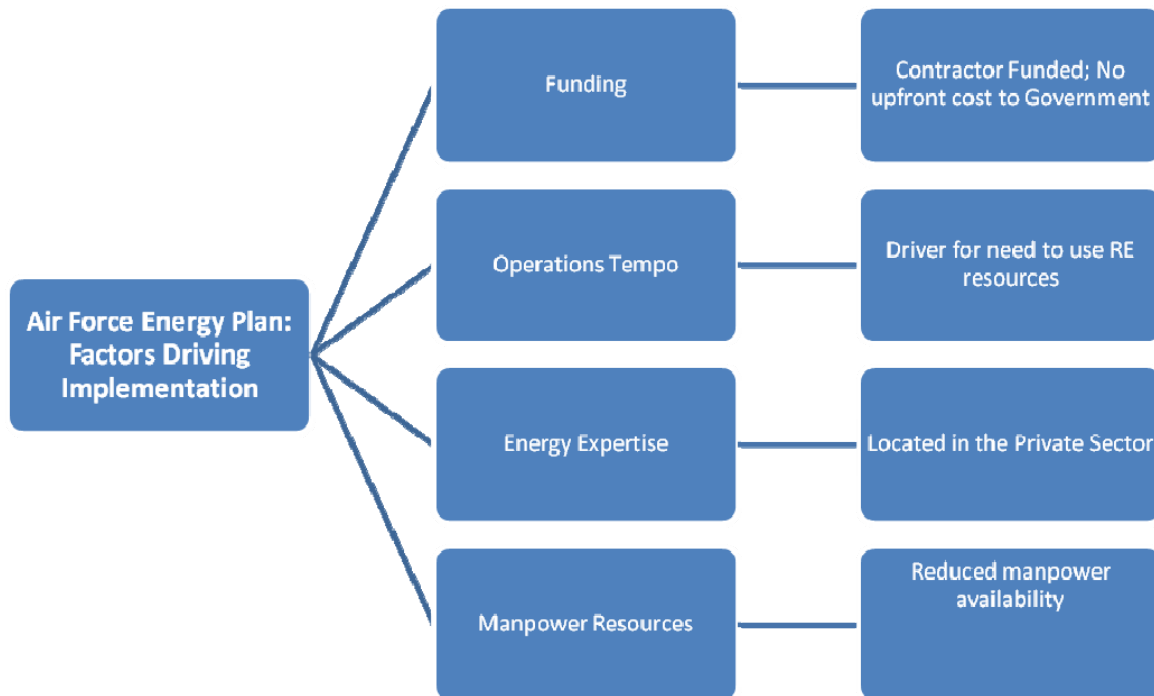 Funding
Contractor Funded; No
upfront cost to Government
Operations Tempo
Driver for need to use RE
resources
Air Force Energy Plan:
Factors Driving
Implementation
Energy Expertise
Located in the Private Sector
Manpower Resources
Reduced manpower
availability